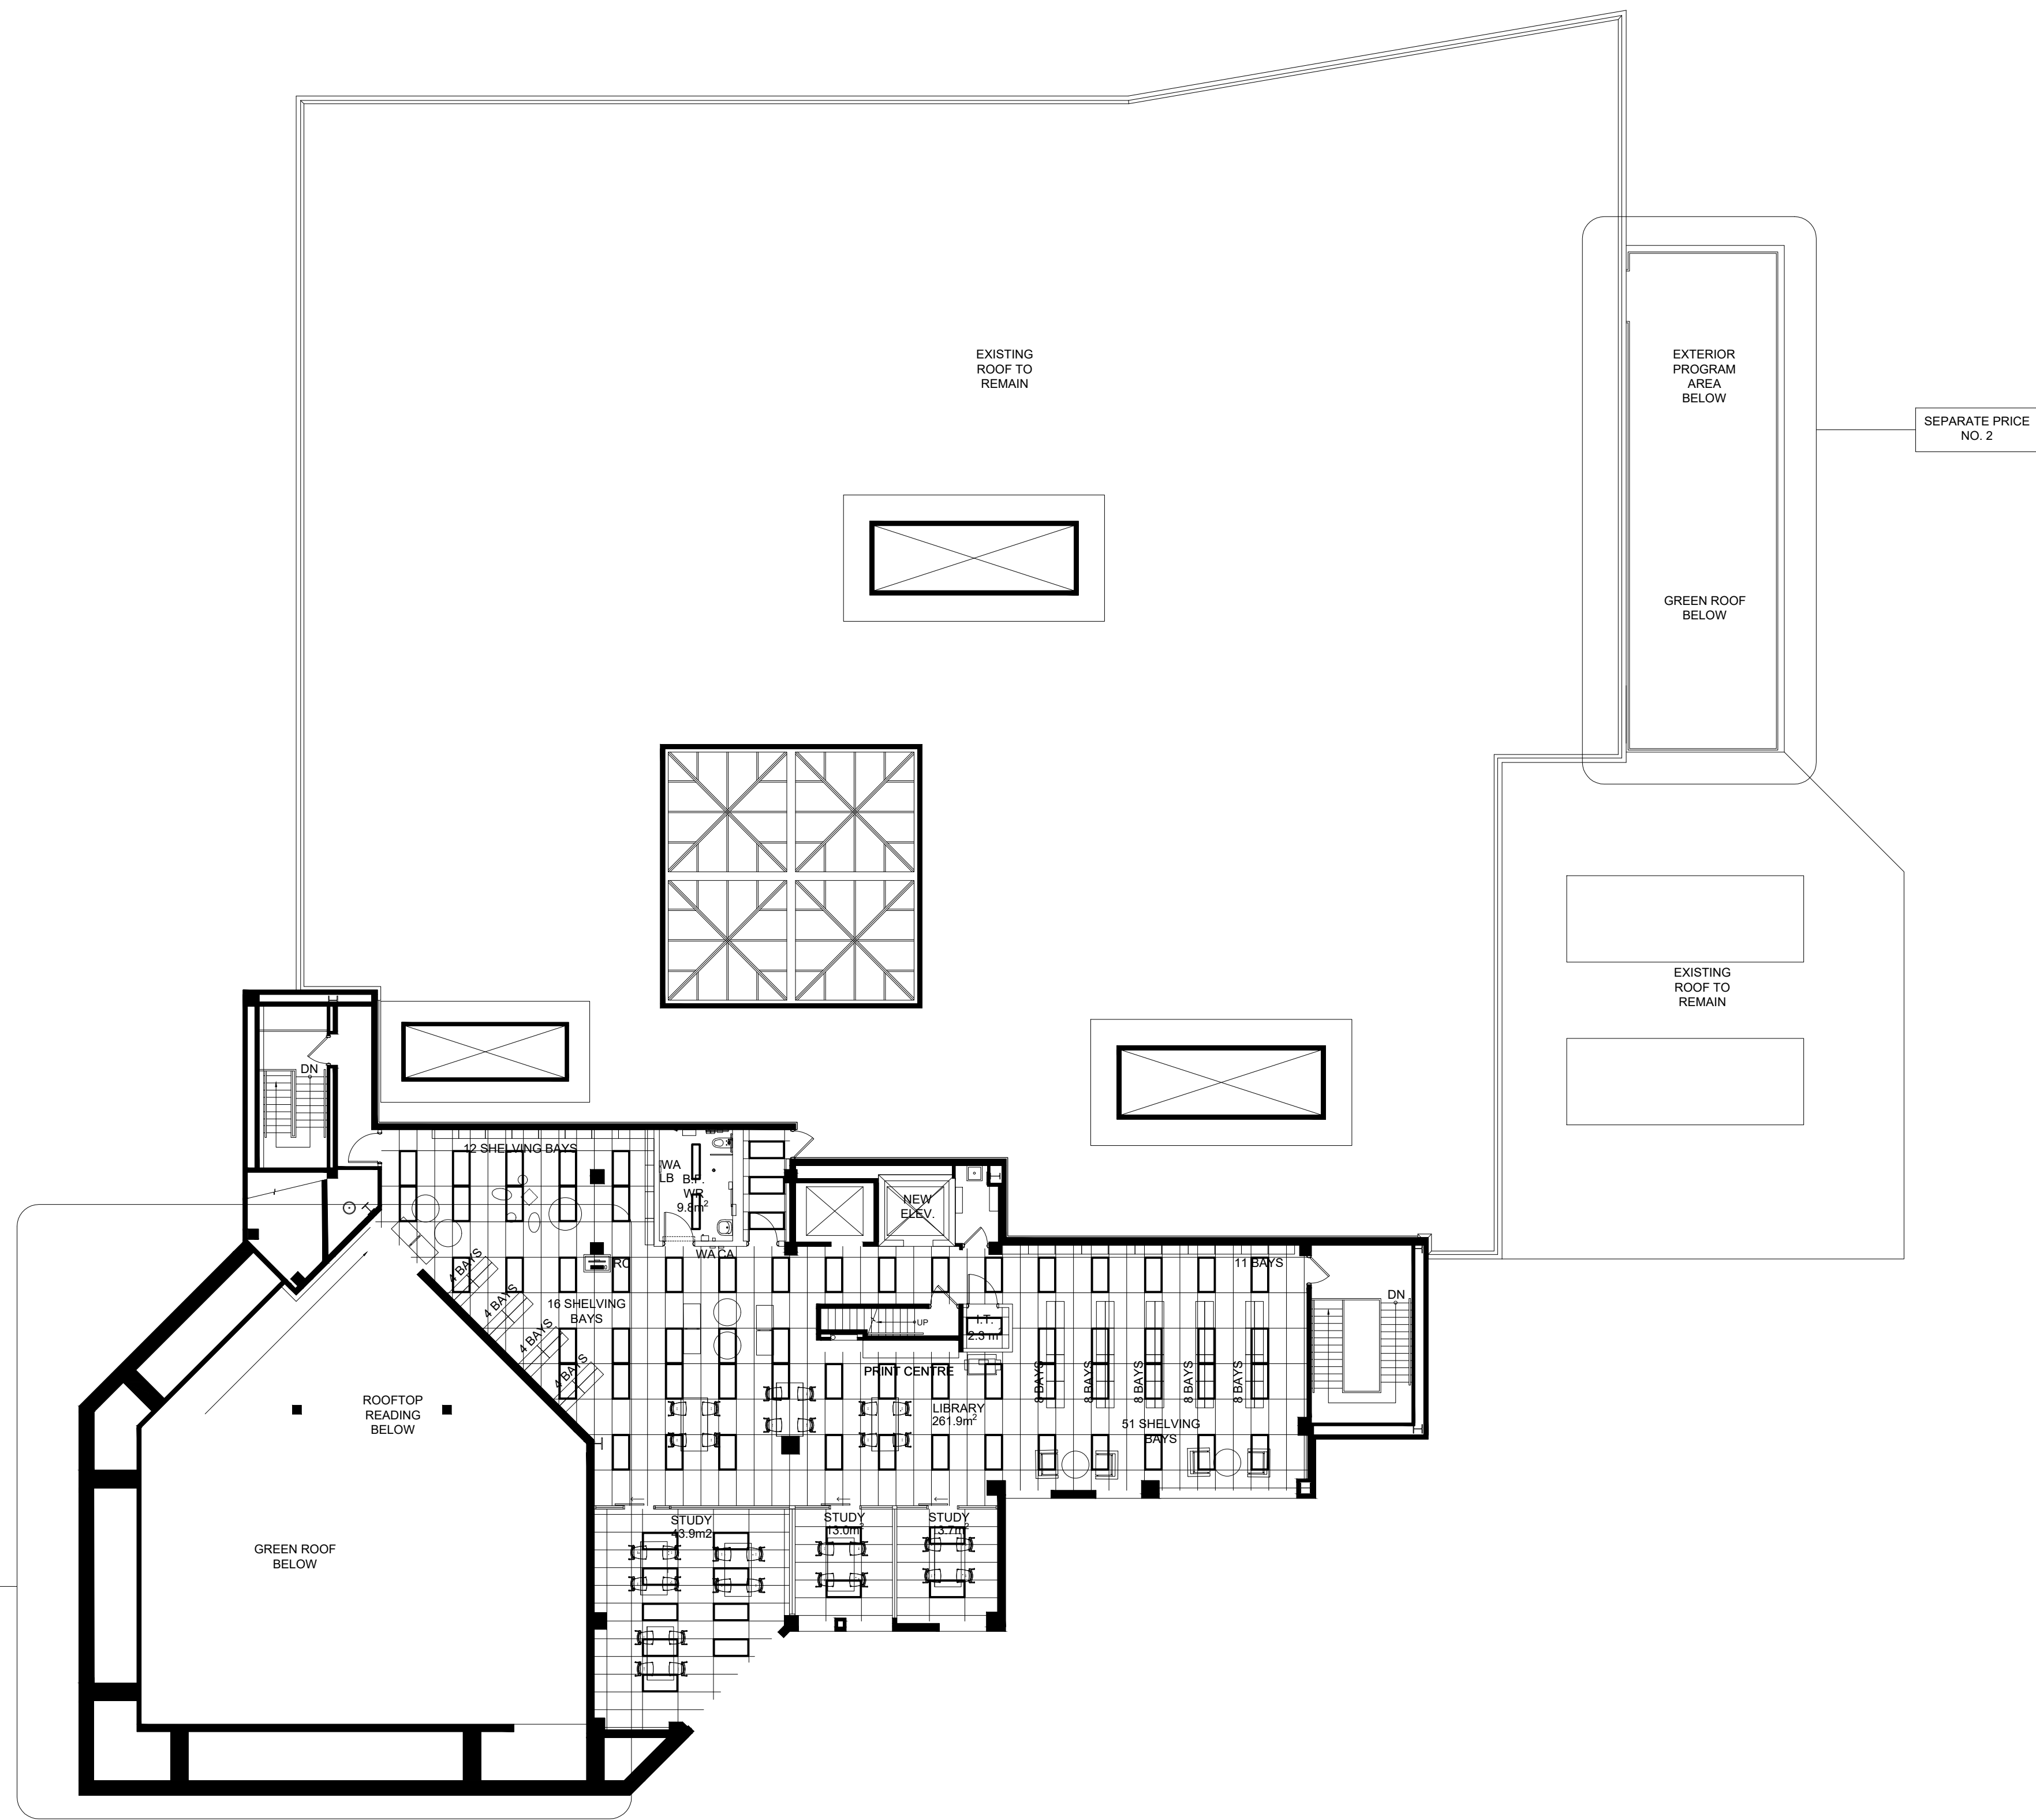 EXISTING
ROOF TO
REMAIN
EXTERIOR
PROGRAM
AREA
BELOW
SEPARATE PRICE
NO. 2
GREEN ROOF
BELOW
EXISTING
ROOF TO
REMAIN
DN
12 SHELVING BAYS
WA
LB
B.F.
WR
9.8m²
NEW
ELEV.
WA CA
RC
11 BAYS
4 BAYS
4 BAYS
4 BAYS
4 BAYS
16 SHELVING
BAYS
UP
I.T.
2.3 m
DN
PRINT CENTRE
8 BAYS
8 BAYS
8 BAYS
8 BAYS
8 BAYS
ROOFTOP
READING
BELOW
LIBRARY
261.9m²
51 SHELVING
BAYS
STUDY
43.9m2
STUDY
13.0m²
STUDY
13.7m²
GREEN ROOF
BELOW